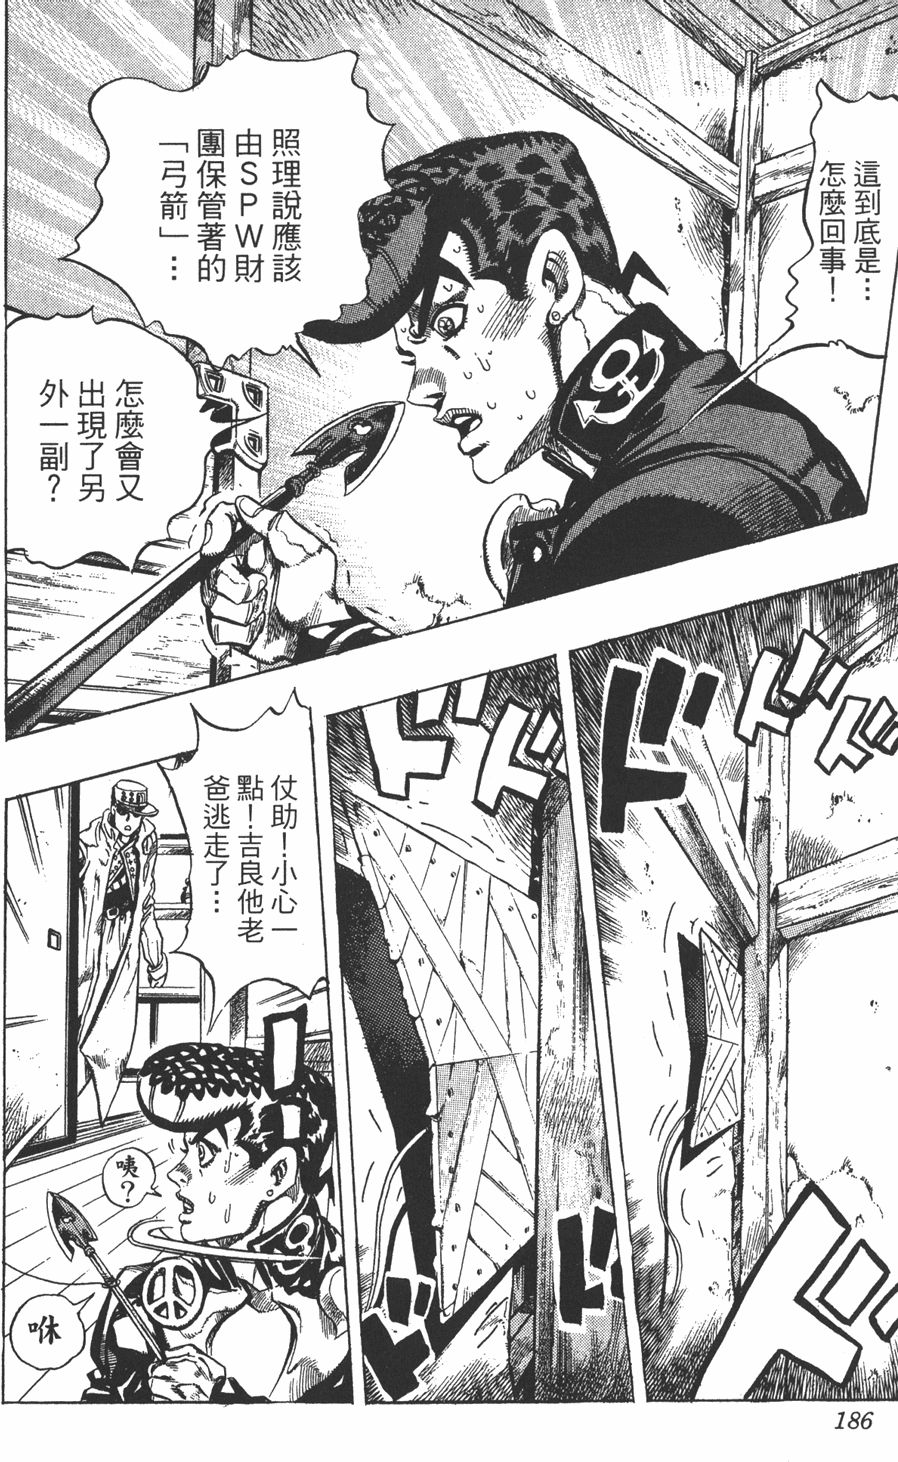 這到底是…
怎麼回事！
照理說應該
由ＳＰＷ財
團保管著的
「弓箭」…
怎麼會又
出現了另
外一副？
ドドド
ドドド
仗助！小心一
點！吉良他老
爸逃走了…
！
咦？
咻
186